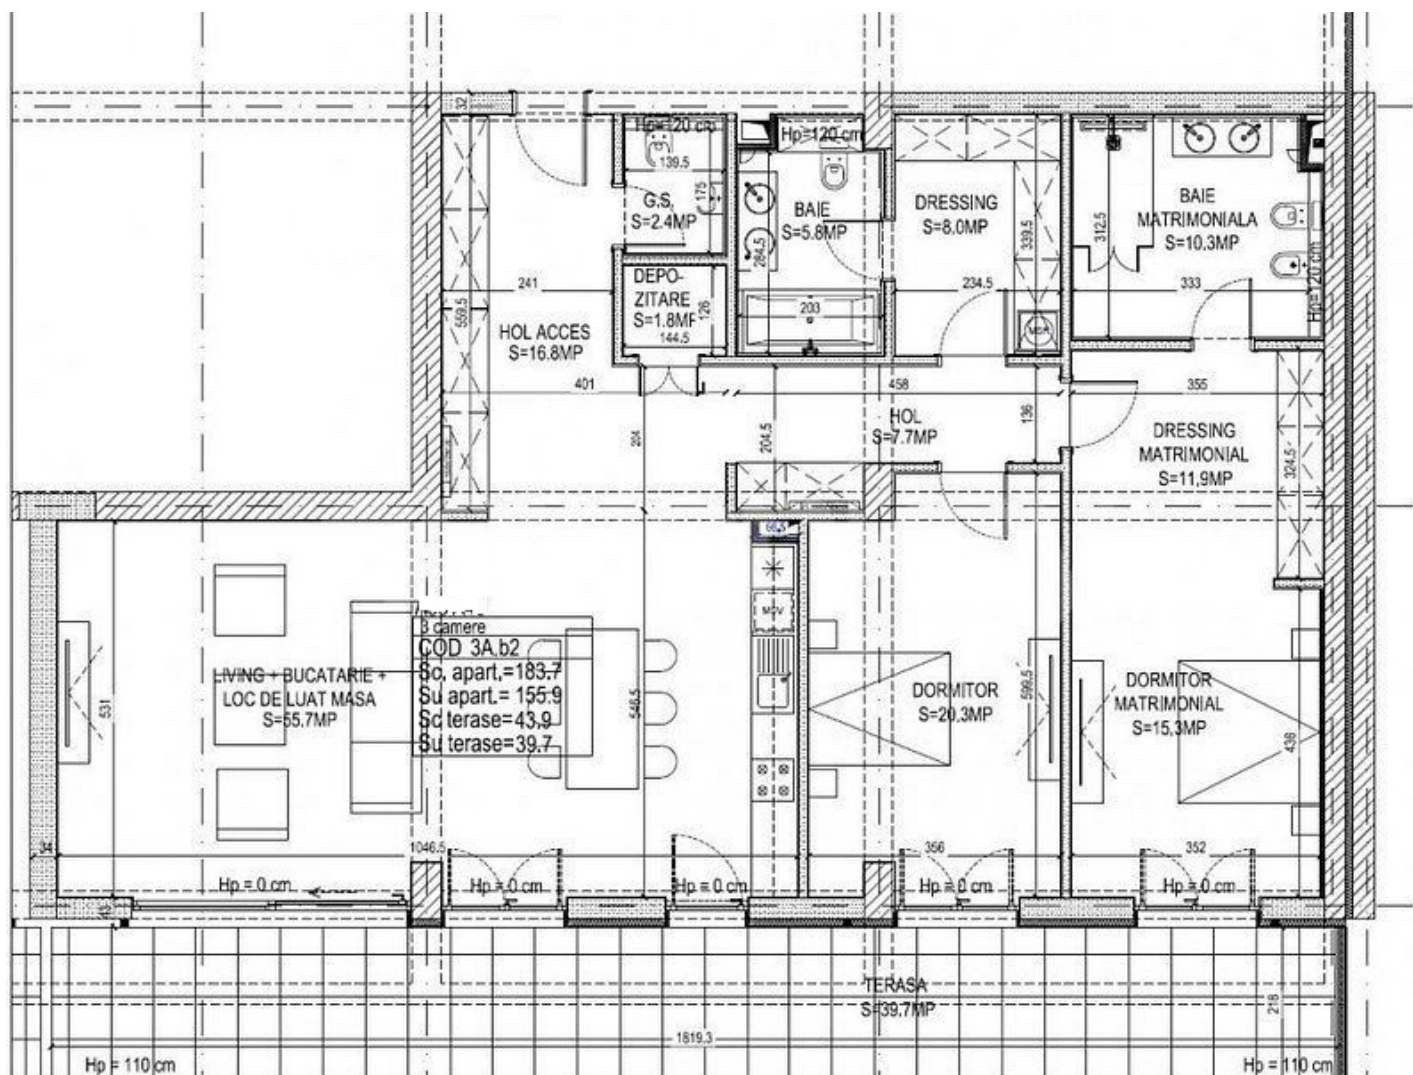 32
Hp=120 cm
139.5
175
G.S.
S=2.4MP
Hp=120 cm
BAIE
S=5.8MP
284.5
203
DRESSING
S=8.0MP
339.5
234.5
MSR
BAIE
MATRIMONIALA
S=10.3MP
312.5
333
Hp=120 cm
241
559.5
HOL ACCES
S=16.8MP
DEPO-
ZITARE
S=1.8MP
126
144.5
401
458
355
204
204.5
HOL
S=7.7MP
136
DRESSING
MATRIMONIAL
S=11,9MP
324.5
531
LIVING + BUCATARIE +
LOC DE LUAT MASA
S=55.7MP
3 camere
COD 3A.b2
Sc. apart.=183.7
Su apart.= 155.9
Sc terase=43.9
Su terase=39.7
546.5
MSV
DORMITOR
S=20.3MP
599.5
DORMITOR
MATRIMONIAL
S=15,3MP
436
34
1046.5
356
352
Hp = 0 cm
Hp = 0 cm
Hp = 0 cm
Hp = 0 cm
Hp = 0 cm
43
TERASA
S=39.7MP
218
1819.3
Hp = 110 cm
Hp = 110 cm